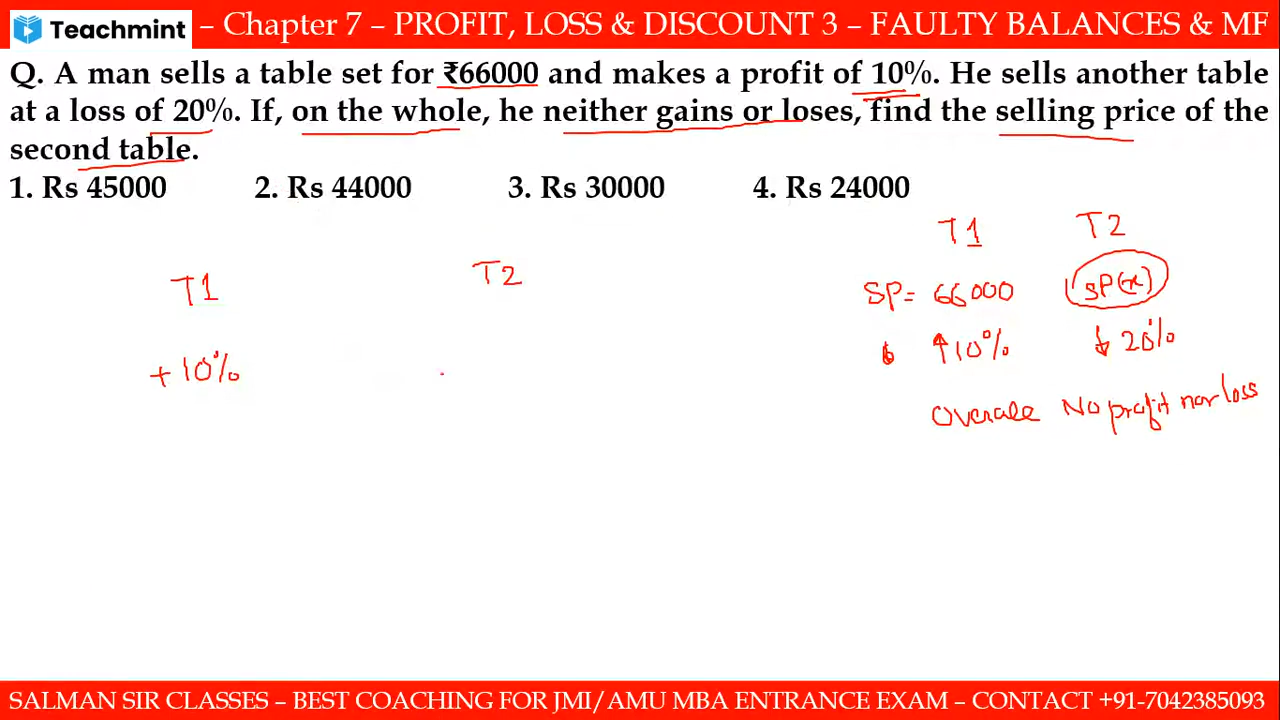 Teachmint – Chapter 7 – PROFIT, LOSS & DISCOUNT 3 – FAULTY BALANCES & MF
Q. A man sells a table set for ₹66000 and makes a profit of 10%. He sells another table
at a loss of 20%. If, on the whole, he neither gains or loses, find the selling price of the
second table.
1. Rs 45000 2. Rs 44000 3. Rs 30000 4. Rs 24000
T1 T2
SP= 66000 SP(x)
↑10% ↓ 20%
Overall No profit nor loss
T1 T2
+10%
SALMAN SIR CLASSES – BEST COACHING FOR JMI/AMU MBA ENTRANCE EXAM – CONTACT +91-7042385093